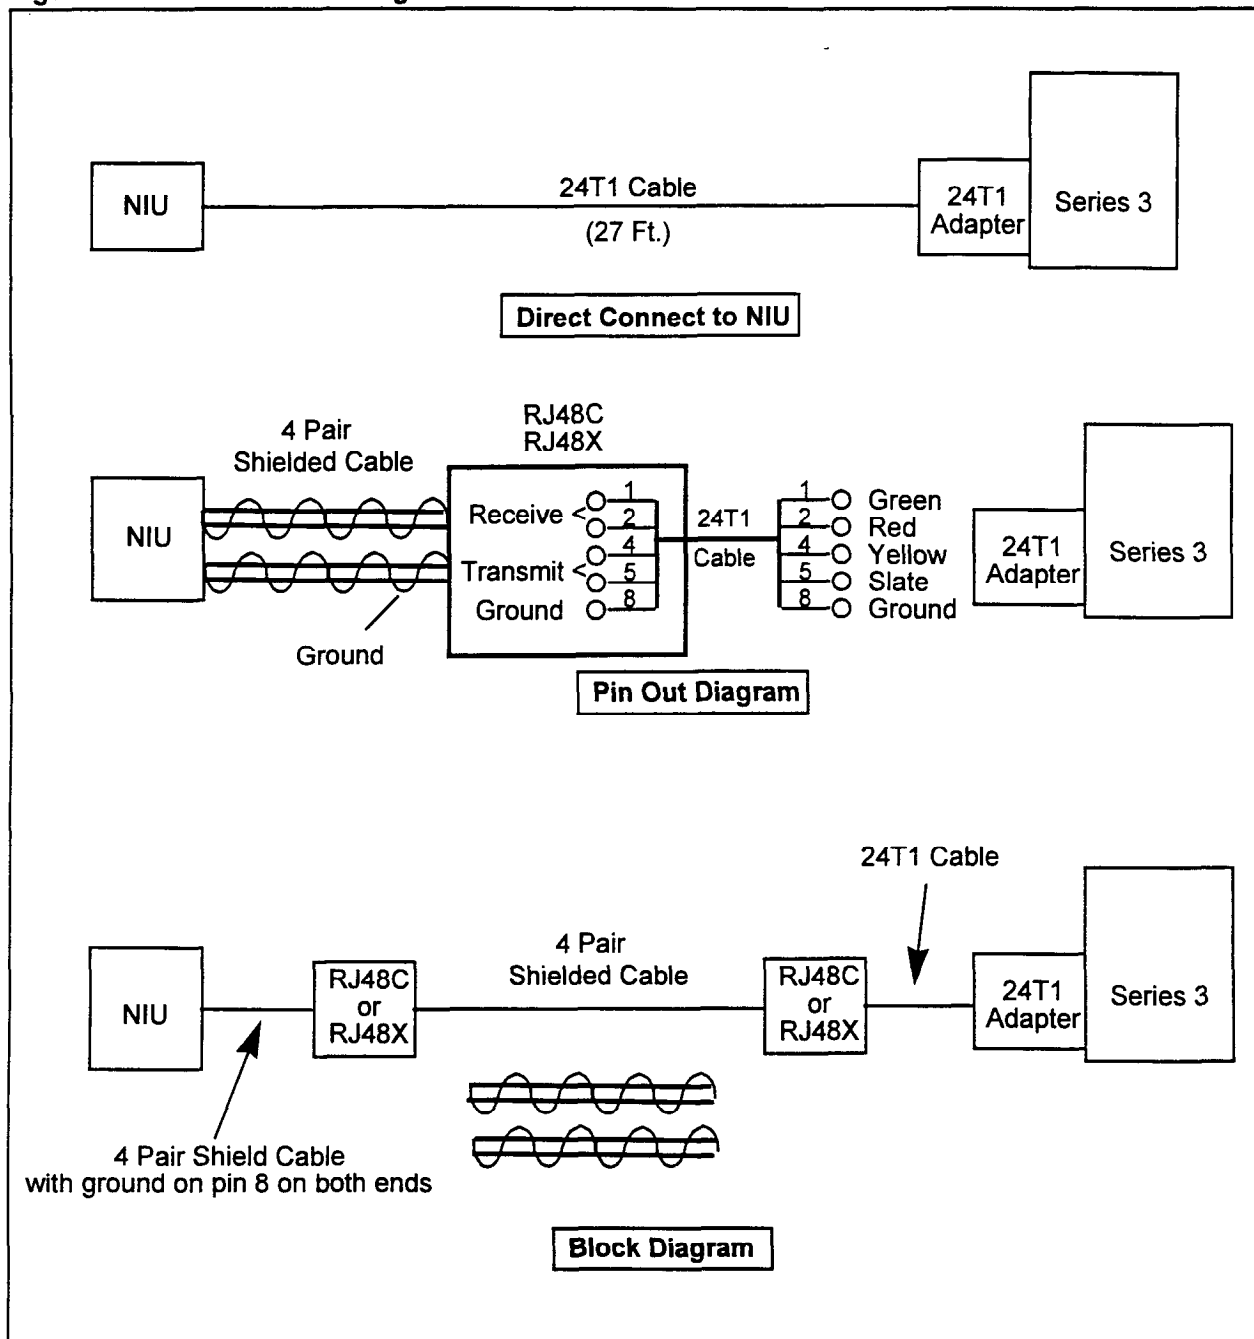 NIU
24T1 Cable
(27 Ft.)
24T1
Adapter
Series 3
Direct Connect to NIU
4 Pair
Shielded Cable
RJ48C
RJ48X
NIU
Receive <
1
2
Transmit <
4
5
Ground
8
24T1
Cable
1 Green
2 Red
4 Yellow
5 Slate
8 Ground
24T1
Adapter
Series 3
Ground
Pin Out Diagram
24T1 Cable
4 Pair
Shielded Cable
NIU
RJ48C
or
RJ48X
RJ48C
or
RJ48X
24T1
Adapter
Series 3
4 Pair Shield Cable
with ground on pin 8 on both ends
Block Diagram